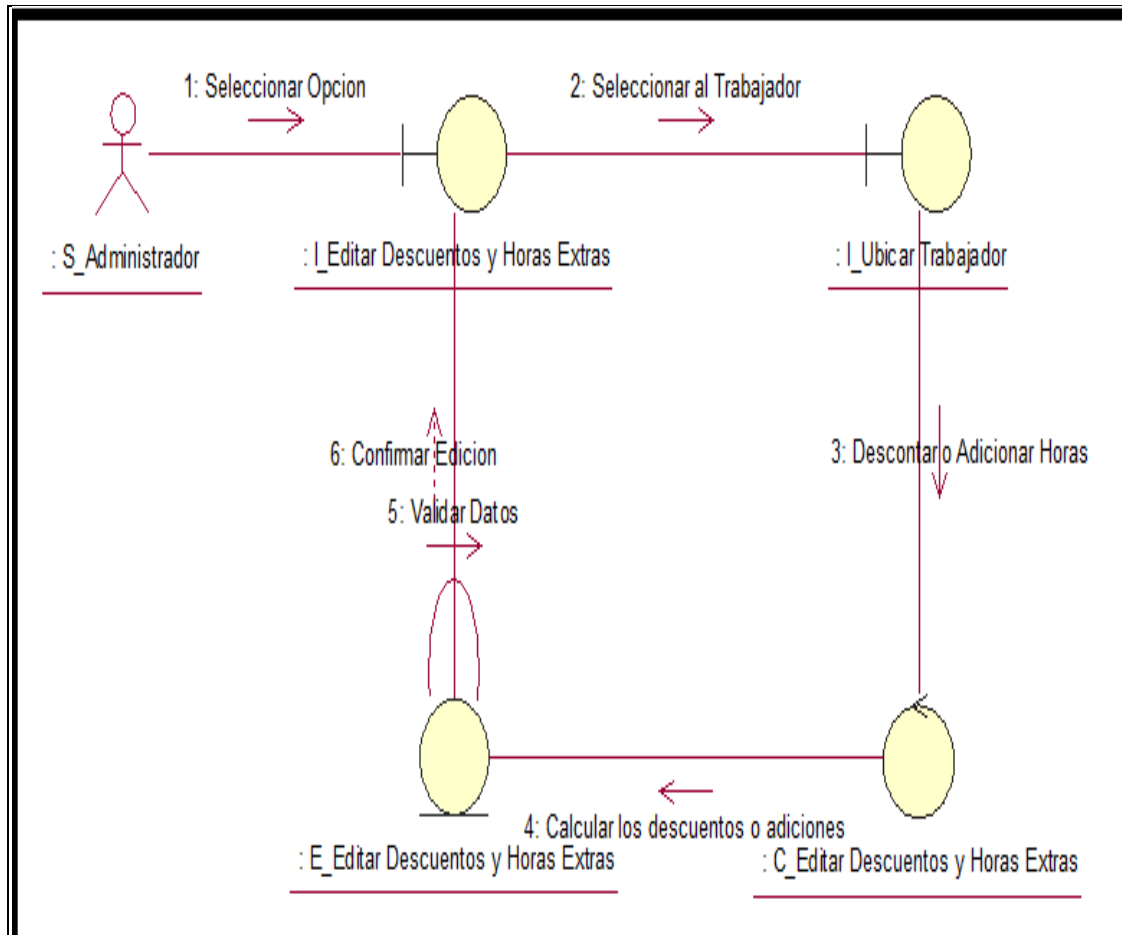 1: Seleccionar Opcion
2: Seleccionar al Trabajador
: S_Administrador
: I_Editar Descuentos y Horas Extras
: I_Ubicar Trabajador
6: Confirmar Edicion
3: Descontar o Adicionar Horas
5: Validar Datos
4: Calcular los descuentos o adiciones
: E_Editar Descuentos y Horas Extras
: C_Editar Descuentos y Horas Extras